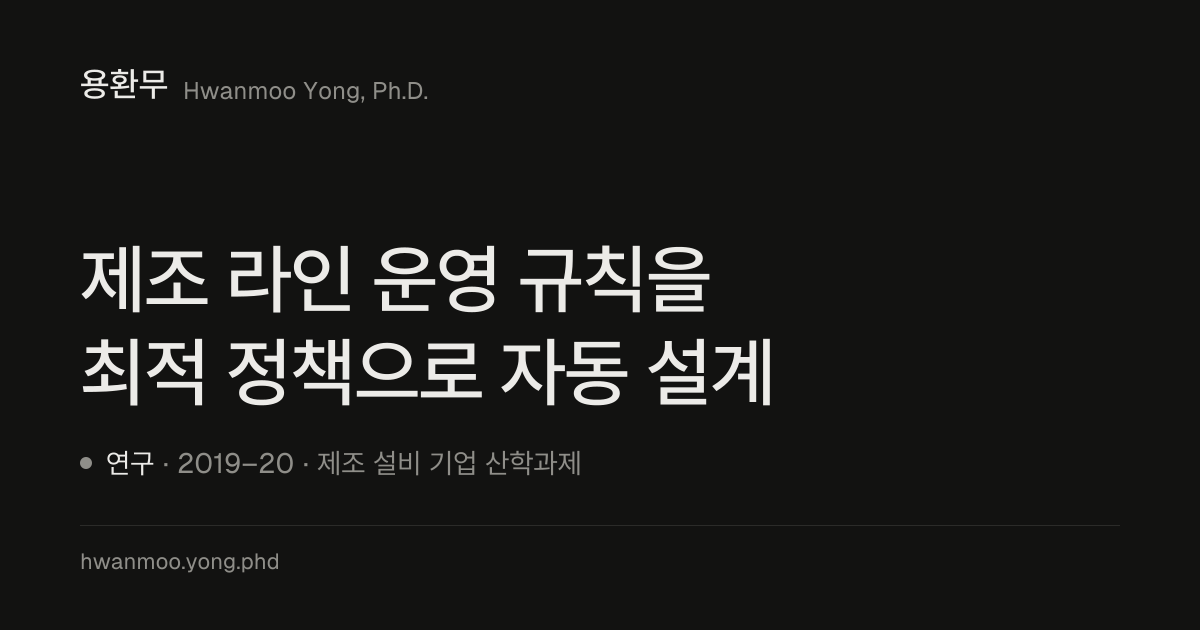 용환무 Hwanmoo Yong, Ph.D.
제조 라인 운영 규칙을
최적 정책으로 자동 설계
연구 · 2019–20 · 제조 설비 기업 산학과제
hwanmoo.yong.phd